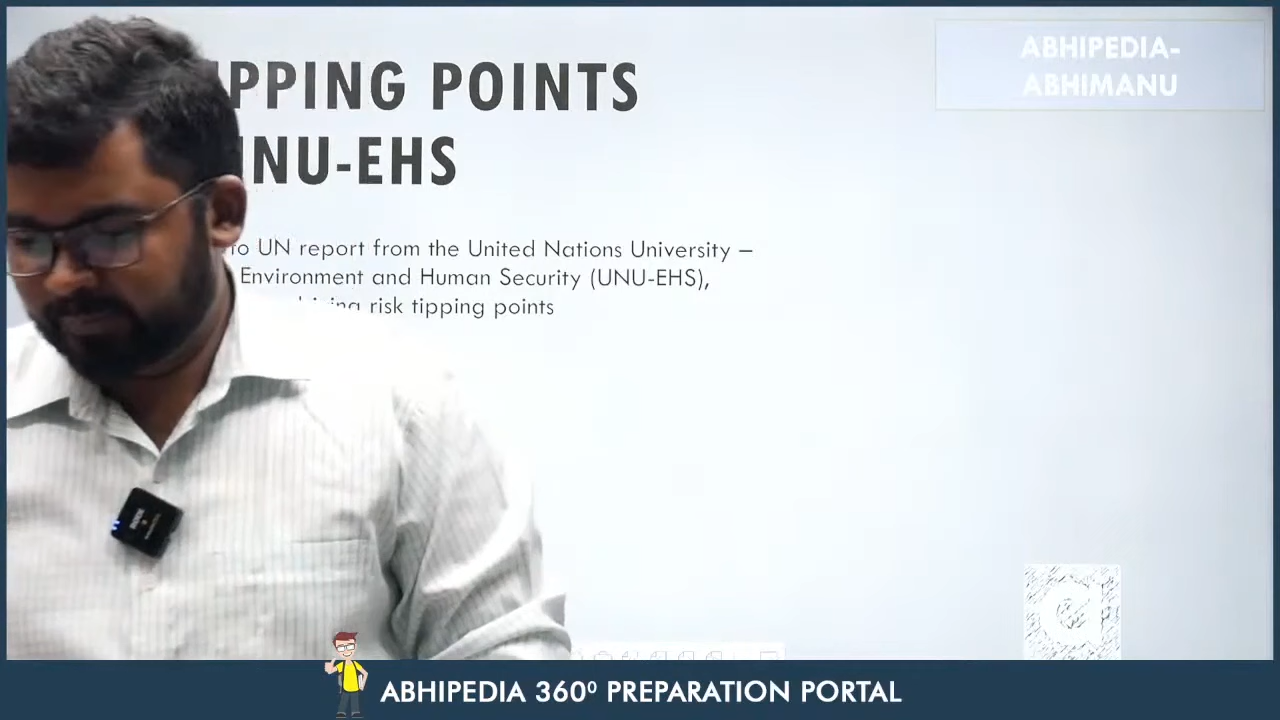 PPING POINTS
NU-EHS
to UN report from the United Nations University –
Environment and Human Security (UNU-EHS),
risk tipping points
ABHIPEDIA-
ABHIMANU
ABHIPEDIA 360⁰ PREPARATION PORTAL